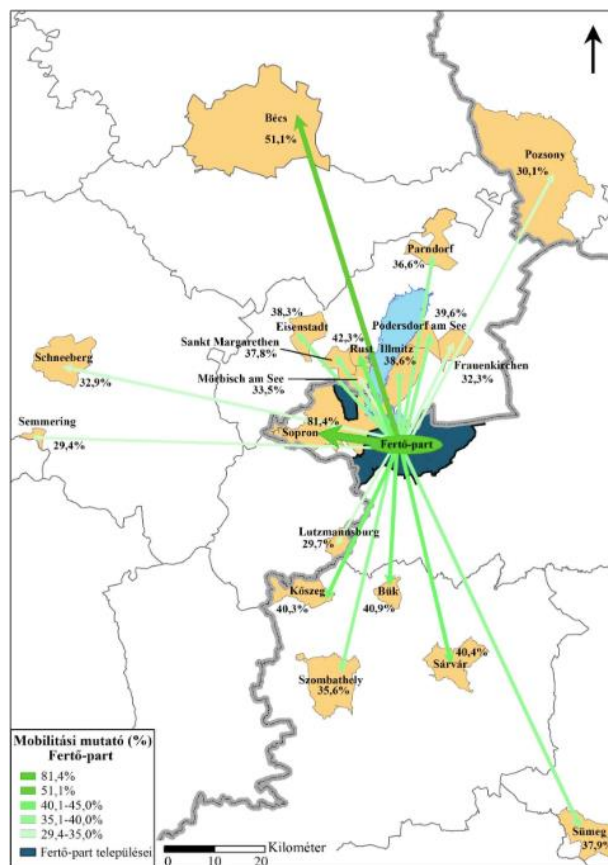 Bécs
51,1%
Pozsony
30,1%
Parndorf
36,6%
38,3%
Eisenstadt
39,6%
Podersdorf am See
Sankt Margarethen
37,8%
42,3%
Rust
Illmitz
38,6%
Mörbisch am See
33,5%
Frauenkirchen
32,3%
Schneeberg
32,9%
Semmering
29,4%
81,4%
Sopron
Fertő-part
Lutzmannsburg
29,7%
Kőszeg
40,3%
Bük
40,9%
40,4%
Sárvár
Szombathely
35,6%
Sümeg
37,9%
Mobilitási mutató (%)
Fertő-part
81,4%
51,1%
40,1-45,0%
35,1-40,0%
29,4-35,0%
Fertő-part települései
Kilométer
0 10 20